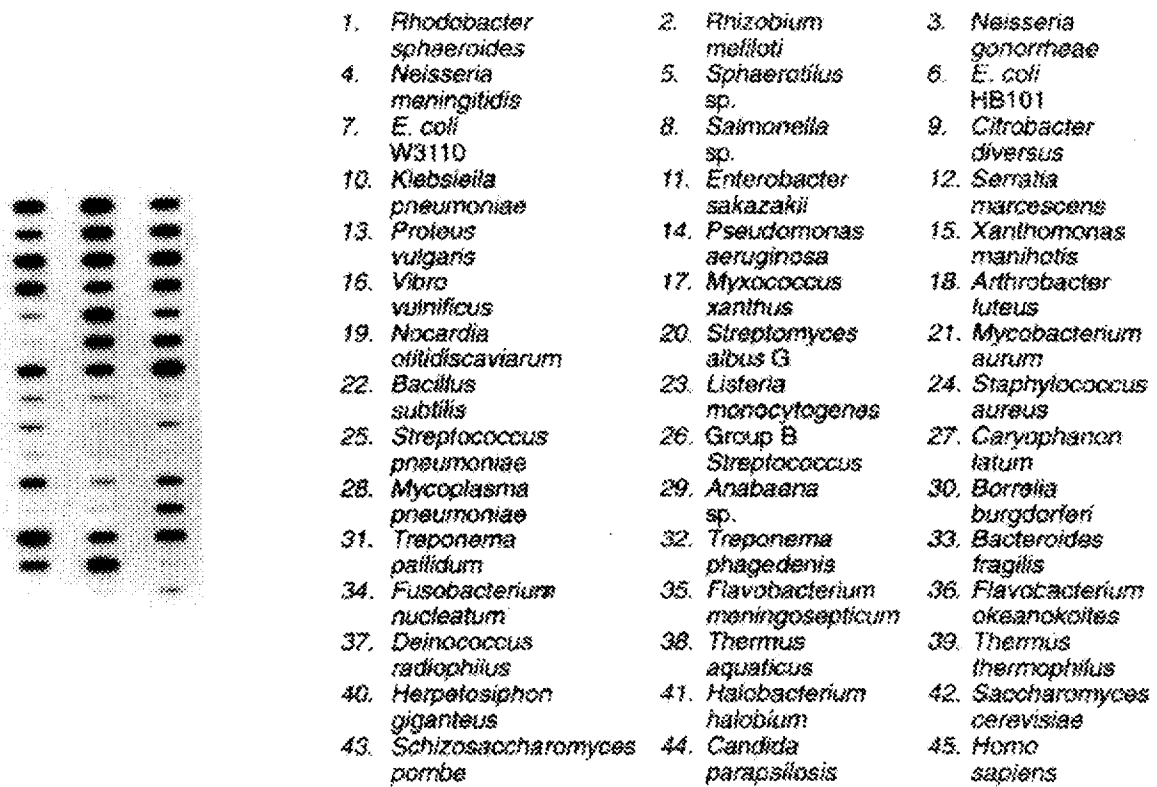 1. Rhodobacter 2. Rhizobium 3. Neisseria
sphaeroides meliloti gonorrheae
4. Neisseria 5. Sphaerotilus 6. E. coli
meningitidis sp. HB101
7. E. coli 8. Salmonella 9. Citrobacter
W3110 sp. diversus
10. Klebsiella 11. Enterobacter 12. Serratia
pneumoniae sakazakii marcescens
13. Proteus 14. Pseudomonas 15. Xanthomonas
vulgaris aeruginosa manihotis
16. Vibro 17. Myxococcus 18. Arthrobacter
vulnificus xanthus luteus
19. Nocardia 20. Streptomyces 21. Mycobacterium
otitidiscaviarum albus G aurum
22. Bacillus 23. Listeria 24. Staphylococcus
subtilis monocytogenes aureus
25. Streptococcus 26. Group B 27. Caryophanon
pneumoniae Streptococcus latum
28. Mycoplasma 29. Anabaena 30. Borrelia
pneumoniae sp. burgdorferi
31. Treponema 32. Treponema 33. Bacteroides
pallidum phagedenis fragilis
34. Fusobacterium 35. Flavobacterium 36. Flavobacterium
nucleatum meningosepticum okeanokoites
37. Deinococcus 38. Thermus 39. Thermus
radiophilus aquaticus thermophilus
40. Herpetosiphon 41. Halobacterium 42. Saccharomyces
giganteus halobium cerevisiae
43. Schizosaccharomyces 44. Candida 45. Homo
pombe parapsilosis sapiens